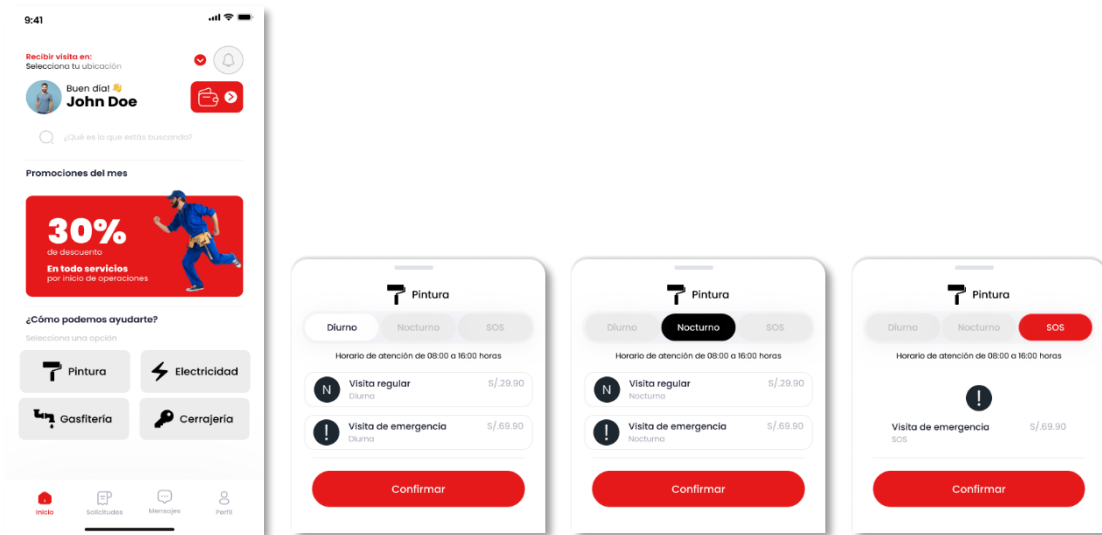 9:41
Recibir visita en:
Selecciona tu ubicación
Buen día!
John Doe
¿Qué es lo que estás buscando?
Promociones del mes
30%
de descuento
En todo servicios
por inicio de operaciones
¿Cómo podemos ayudarte?
Selecciona una opción
Pintura
Electricidad
Gasfitería
Cerrajería
Inicio
Solicitudes
Mensajes
Perfil
Pintura
Diurno Nocturno SOS
Horario de atención de 08:00 a 16:00 horas
N
Visita regular S/.29.90
Diurna
!
Visita de emergencia S/.69.90
Diurna
Confirmar
Pintura
Diurno Nocturno SOS
Horario de atención de 08:00 a 16:00 horas
N
Visita regular S/.29.90
Nocturno
!
Visita de emergencia S/.69.90
Nocturno
Confirmar
Pintura
Diurno Nocturno SOS
Horario de atención de 08:00 a 16:00 horas
!
Visita de emergencia S/.69.90
SOS
Confirmar